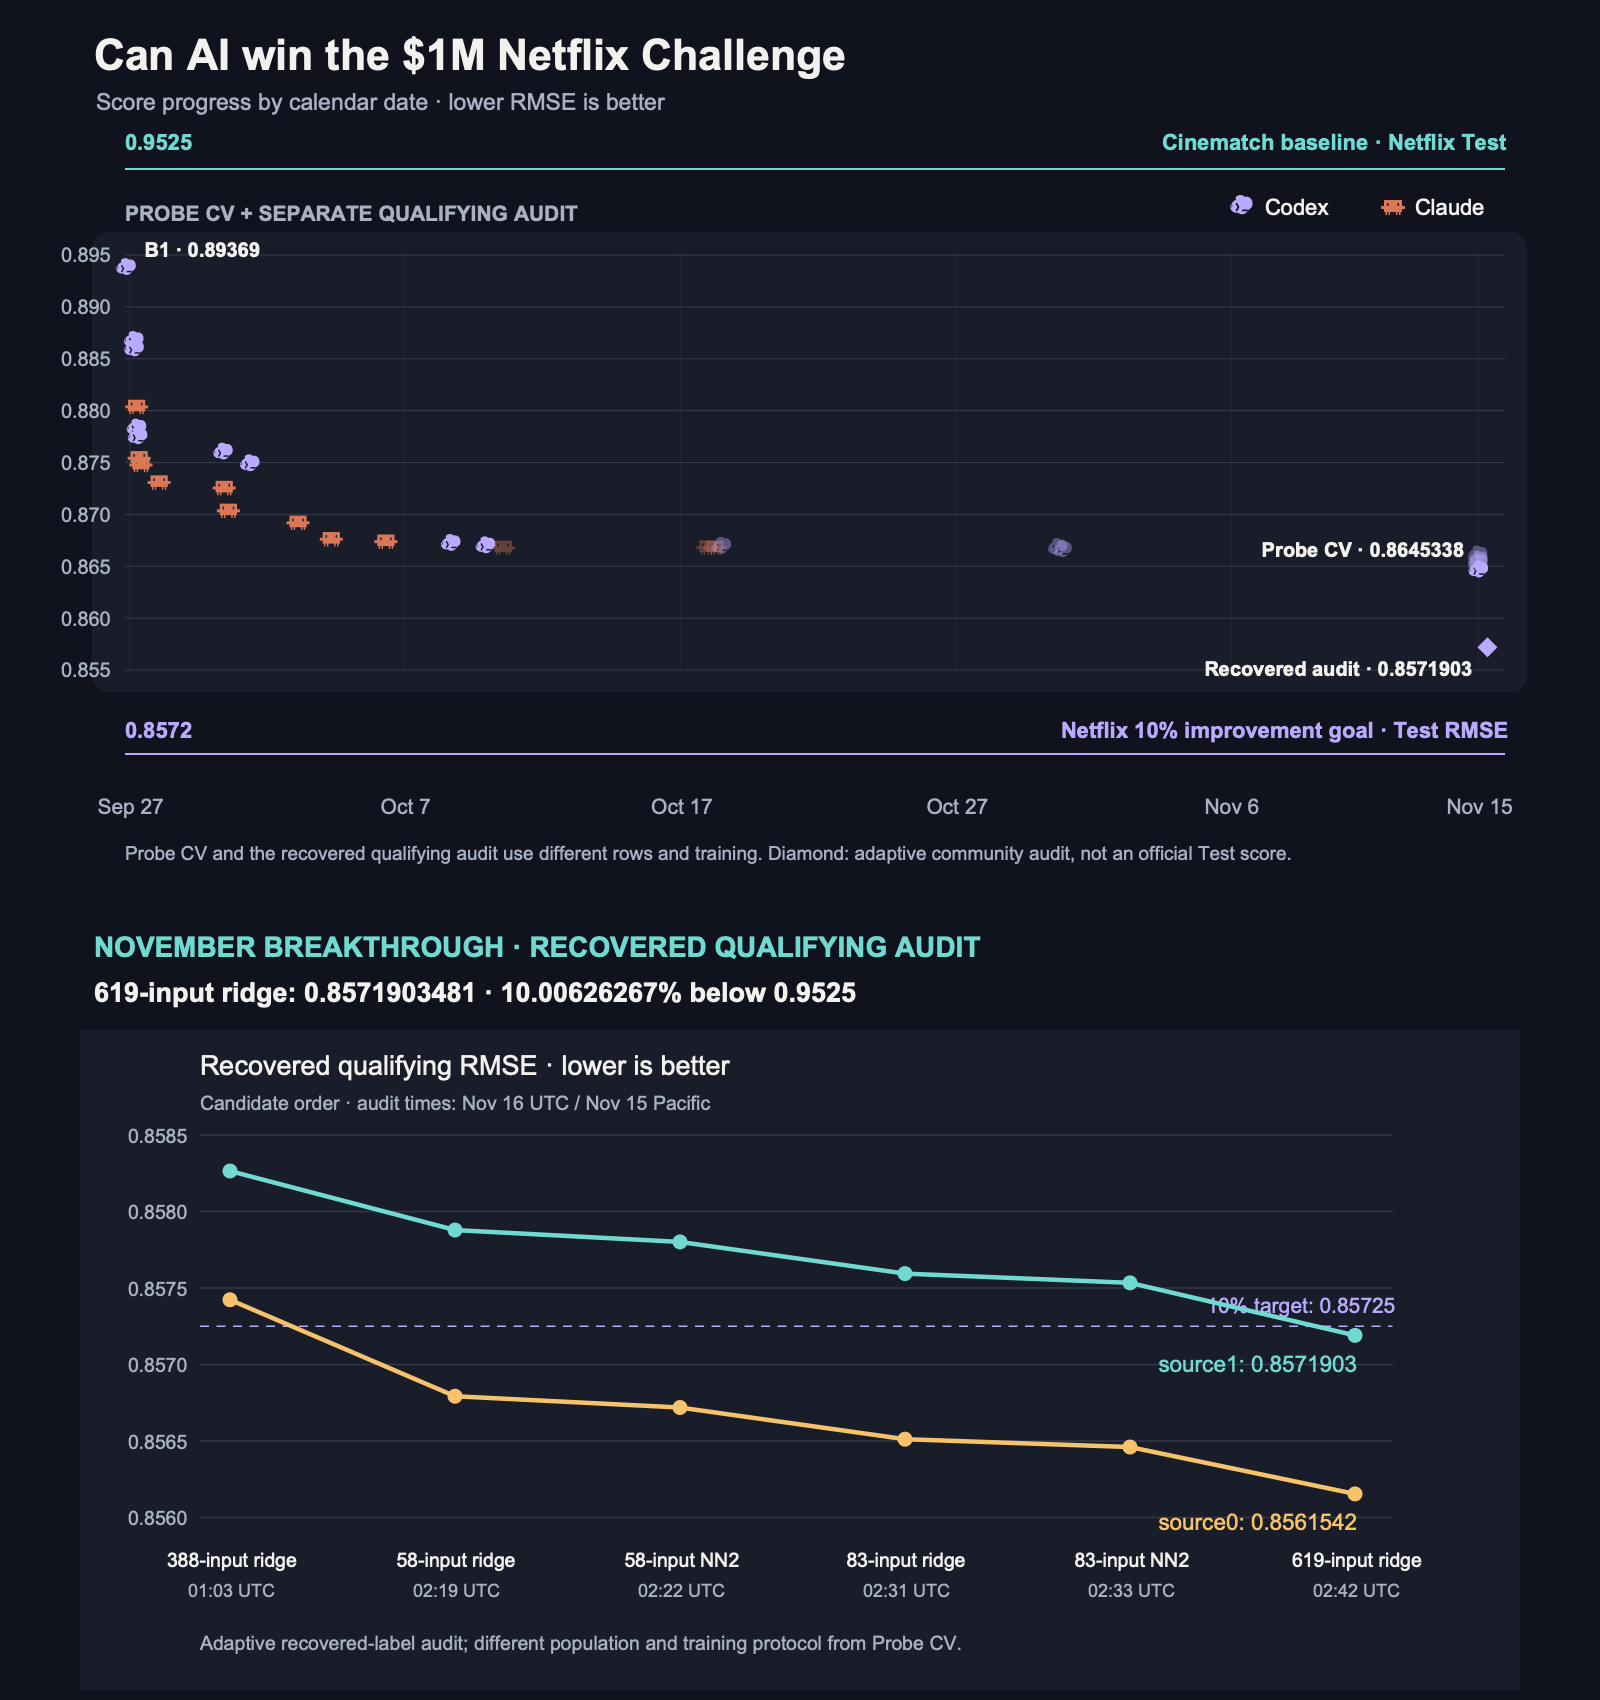 Can AI win the $1M Netflix Challenge
Score progress by calendar date · lower RMSE is better
0.9525 Cinematch baseline · Netflix Test
PROBE CV + SEPARATE QUALIFYING AUDIT
Codex Claude
B1 · 0.89369
0.895
0.890
0.885
0.880
0.875
0.870
Probe CV · 0.8645338
0.865
0.860
0.855
Recovered audit · 0.8571903
0.8572 Netflix 10% improvement goal · Test RMSE
Sep 27 Oct 7 Oct 17 Oct 27 Nov 6 Nov 15
Probe CV and the recovered qualifying audit use different rows and training. Diamond: adaptive community audit, not an official Test score.
NOVEMBER BREAKTHROUGH · RECOVERED QUALIFYING AUDIT
619-input ridge: 0.8571903481 · 10.00626267% below 0.9525
Recovered qualifying RMSE · lower is better
Candidate order · audit times: Nov 16 UTC / Nov 15 Pacific
0.8585
0.8580
0.8575
10% target: 0.85725
0.8570
source1: 0.8571903
0.8565
0.8560
source0: 0.8561542
388-input ridge 58-input ridge 58-input NN2 83-input ridge 83-input NN2 619-input ridge
01:03 UTC 02:19 UTC 02:22 UTC 02:31 UTC 02:33 UTC 02:42 UTC
Adaptive recovered-label audit; different population and training protocol from Probe CV.